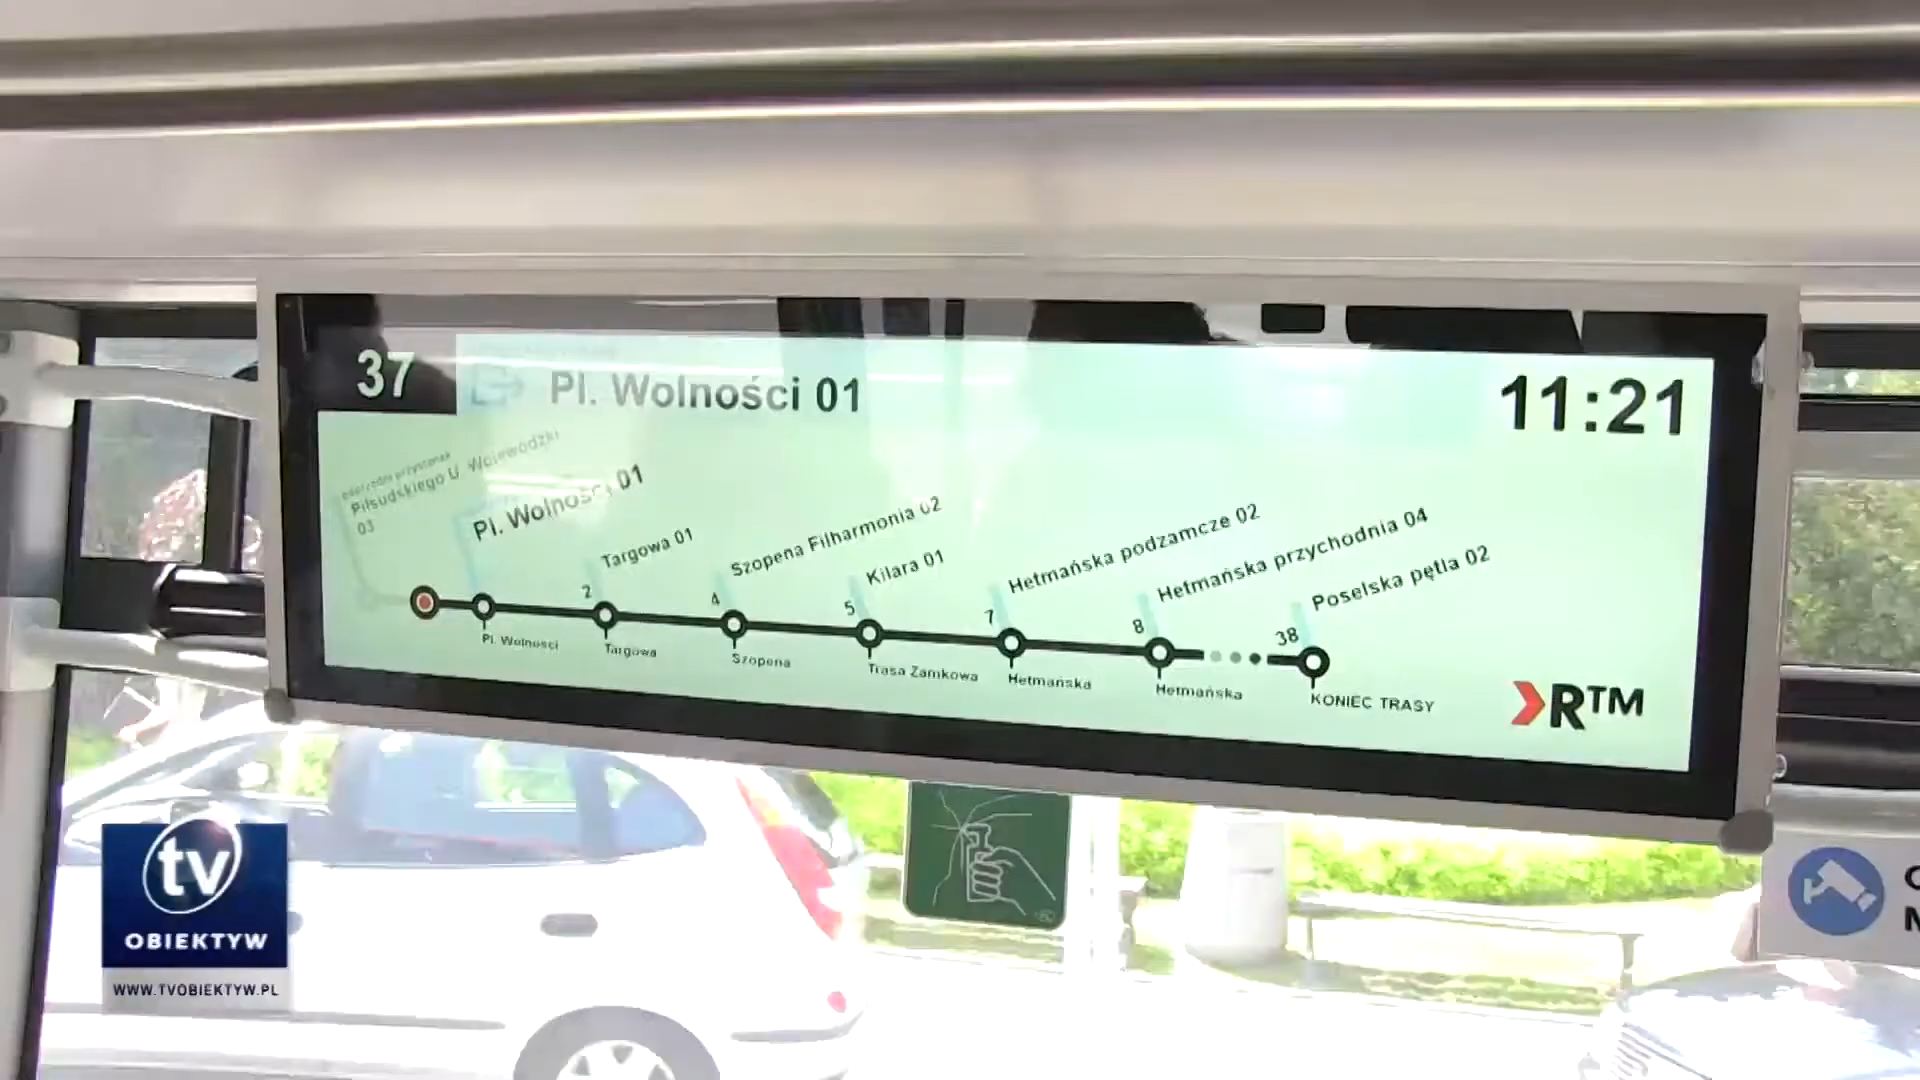 37
Pl. Wolności 01
11:21
poprzedni przystanek
Piłsudskiego U. Wojewódzki
03
Pl. Wolności 01
Targowa 01
Szopena Filharmonia 02
Kilara 01
Hetmańska podzamcze 02
Hetmańska przychodnia 04
Poselska pętla 02
2
4
5
7
8
38
Pl. Wolności
Targowa
Szopena
Trasa Zamkowa
Hetmańska
Hetmańska
KONIEC TRASY
RTM
tv
OBIEKTYW
WWW.TVOBIEKTYW.PL